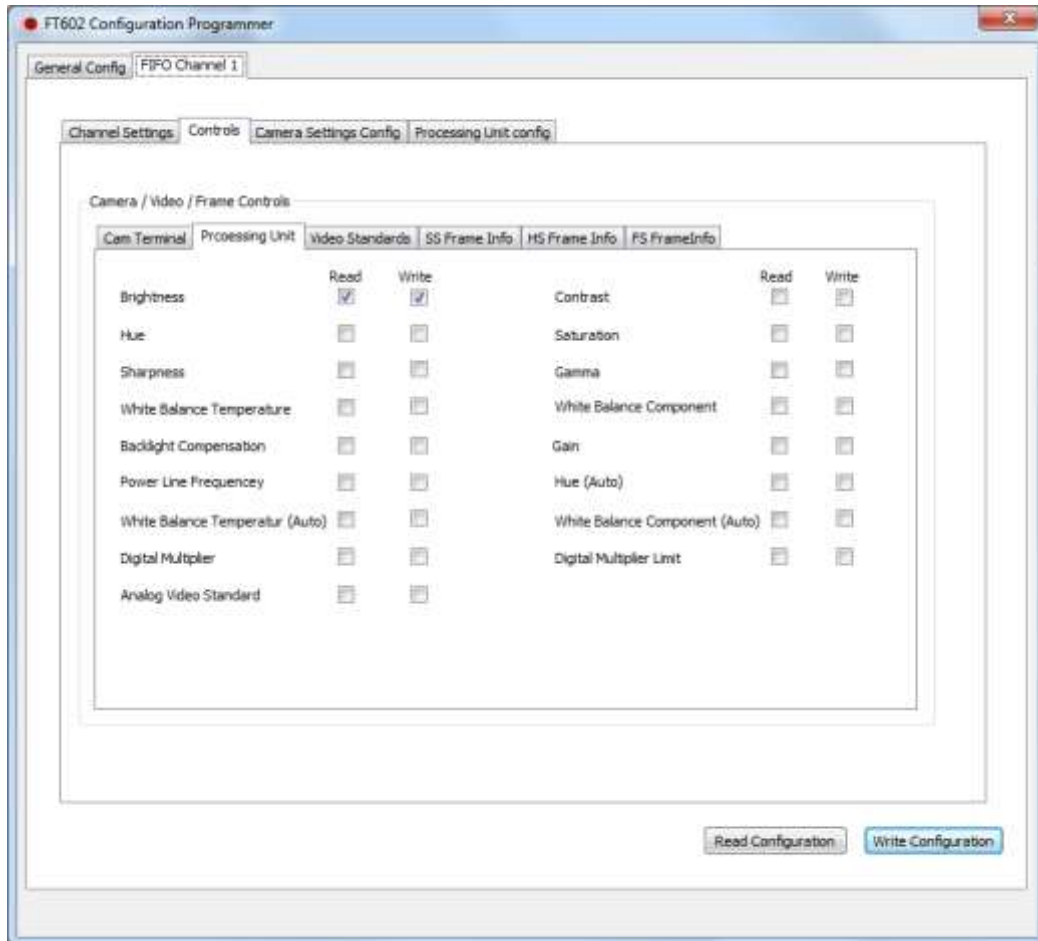 FT602 Configuration Programmer
General Config FIFO Channel 1
Channel Settings Controls Camera Settings Config Processing Unit config
Camera / Video / Frame Controls
Cam Terminal Prcoessing Unit Video Standards SS Frame Info HS Frame Info FS FrameInfo
Read Write Read Write
Brightness Contrast
Hue Saturation
Sharpness Gamma
White Balance Temperature White Balance Component
Backlight Compensation Gain
Power Line Frequencey Hue (Auto)
White Balance Temperatur (Auto) White Balance Component (Auto)
Digital Multiplier Digital Multiplier Limit
Analog Video Standard
Read Configuration Write Configuration